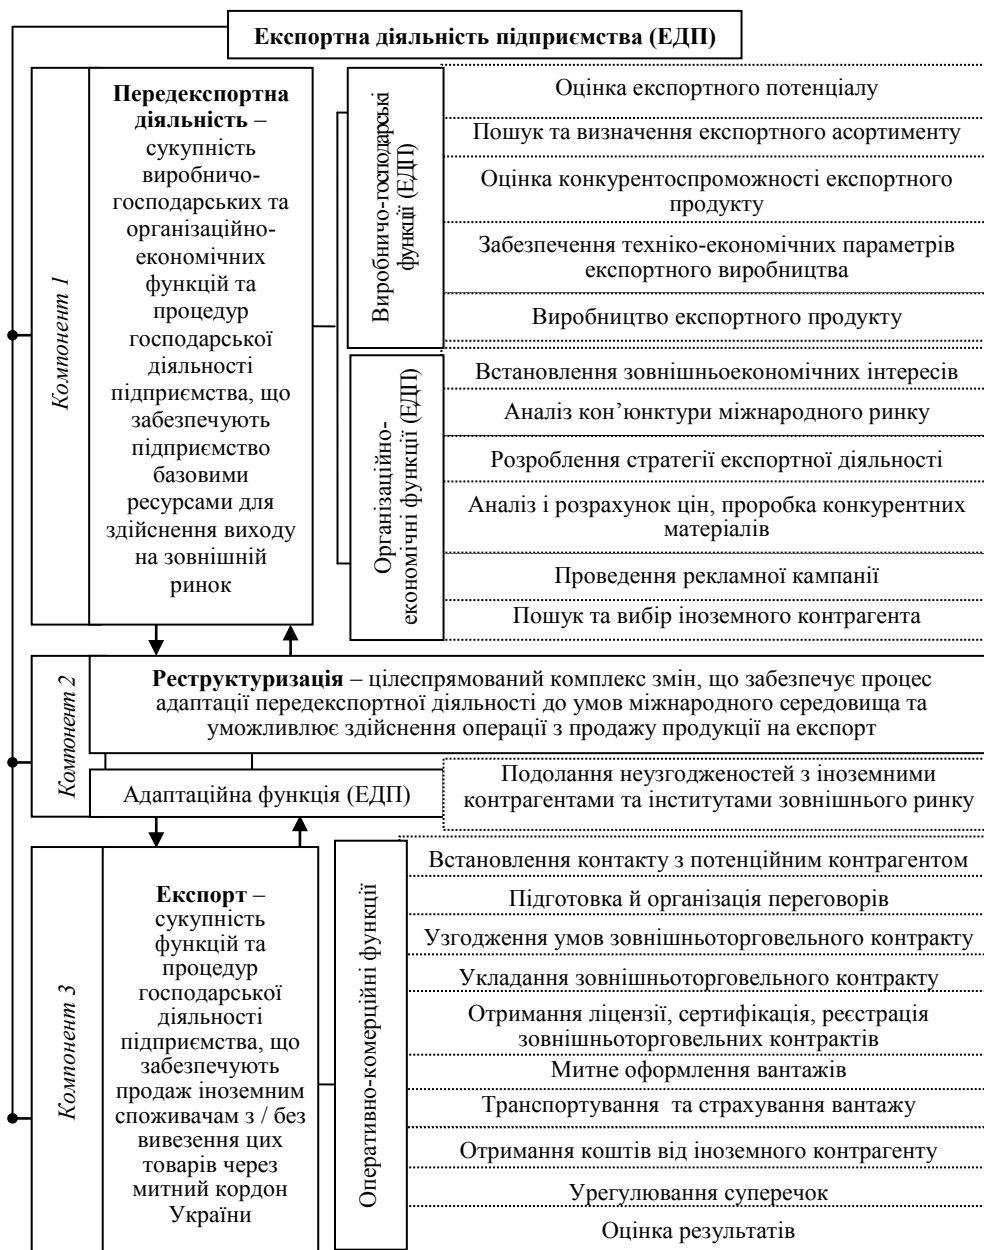 Експортна діяльність підприємства (ЕДП)
Компонент 1
Передекспортна
діяльність –
сукупність
виробничо-
господарських та
організаційно-
економічних
функцій та
процедур
господарської
діяльності
підприємства, що
забезпечують
підприємство
базовими
ресурсами для
здійснення виходу
на зовнішній
ринок
Виробничо-господарські
функції (ЕДП)
Оцінка експортного потенціалу
Пошук та визначення експортного асортименту
Оцінка конкурентоспроможності експортного
продукту
Забезпечення техніко-економічних параметрів
експортного виробництва
Виробництво експортного продукту
Організаційно-
економічні функції (ЕДП)
Встановлення зовнішньоекономічних інтересів
Аналіз кон’юнктури міжнародного ринку
Розроблення стратегії експортної діяльності
Аналіз і розрахунок цін, проробка конкурентних
матеріалів
Проведення рекламної кампанії
Пошук та вибір іноземного контрагента
Компонент 2
Реструктуризація – цілеспрямований комплекс змін, що забезпечує процес
адаптації передекспортної діяльності до умов міжнародного середовища та
уможливлює здійснення операції з продажу продукції на експорт
Адаптаційна функція (ЕДП)
Подолання неузгодженостей з іноземними
контрагентами та інститутами зовнішнього ринку
Компонент 3
Експорт –
сукупність
функцій та
процедур
господарської
діяльності
підприємства, що
забезпечують
продаж іноземним
споживачам з / без
вивезення цих
товарів через
митний кордон
України
Оперативно-комерційні функції
Встановлення контакту з потенційним контрагентом
Підготовка й організація переговорів
Узгодження умов зовнішньоторговельного контракту
Укладання зовнішньоторговельного контракту
Отримання ліцензії, сертифікація, реєстрація
зовнішньоторговельних контрактів
Митне оформлення вантажів
Транспортування та страхування вантажу
Отримання коштів від іноземного контрагенту
Урегулювання суперечок
Оцінка результатів